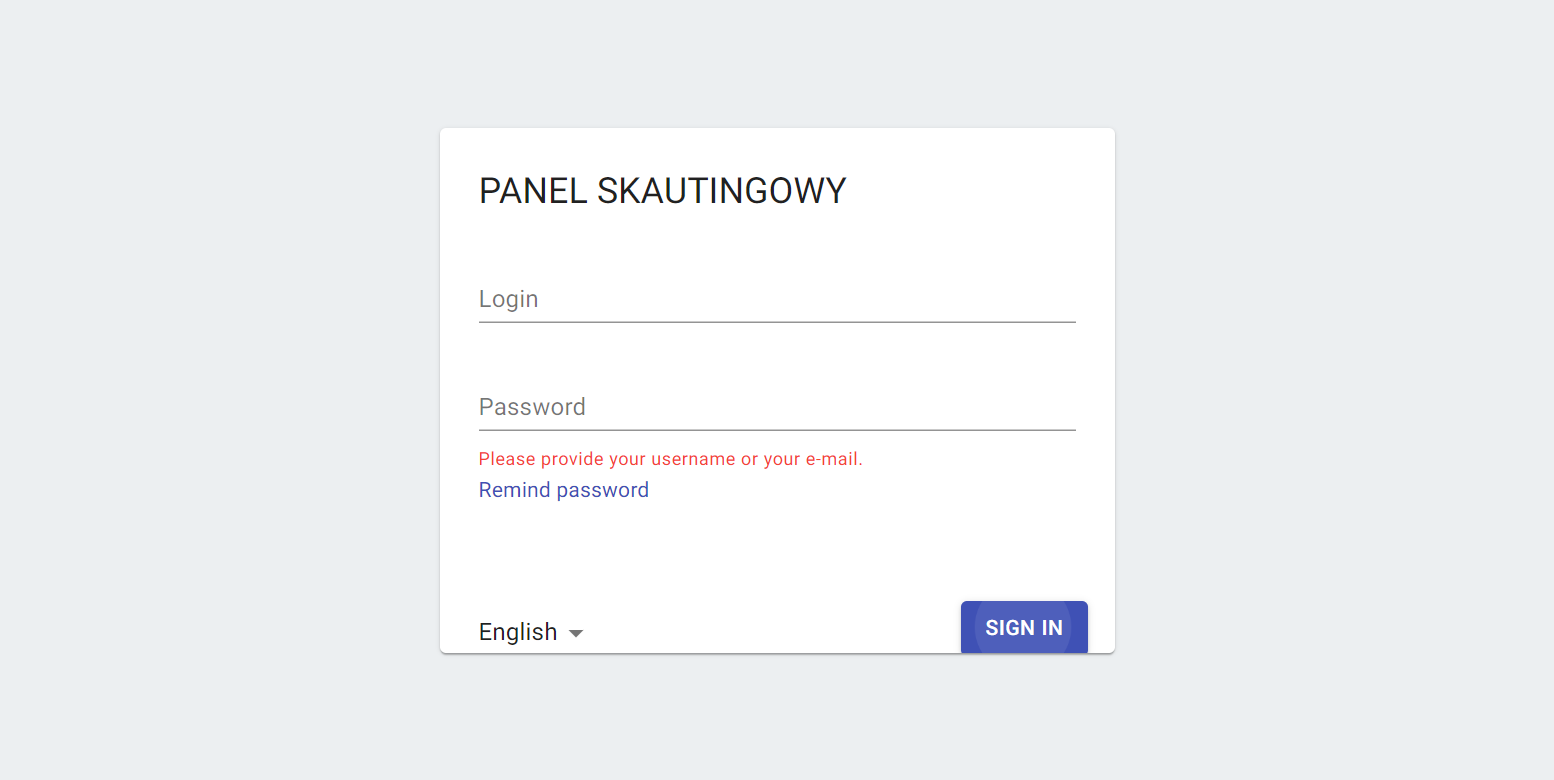 PANEL SKAUTINGOWY
Login
Password
Please provide your username or your e-mail.
Remind password
English
SIGN IN